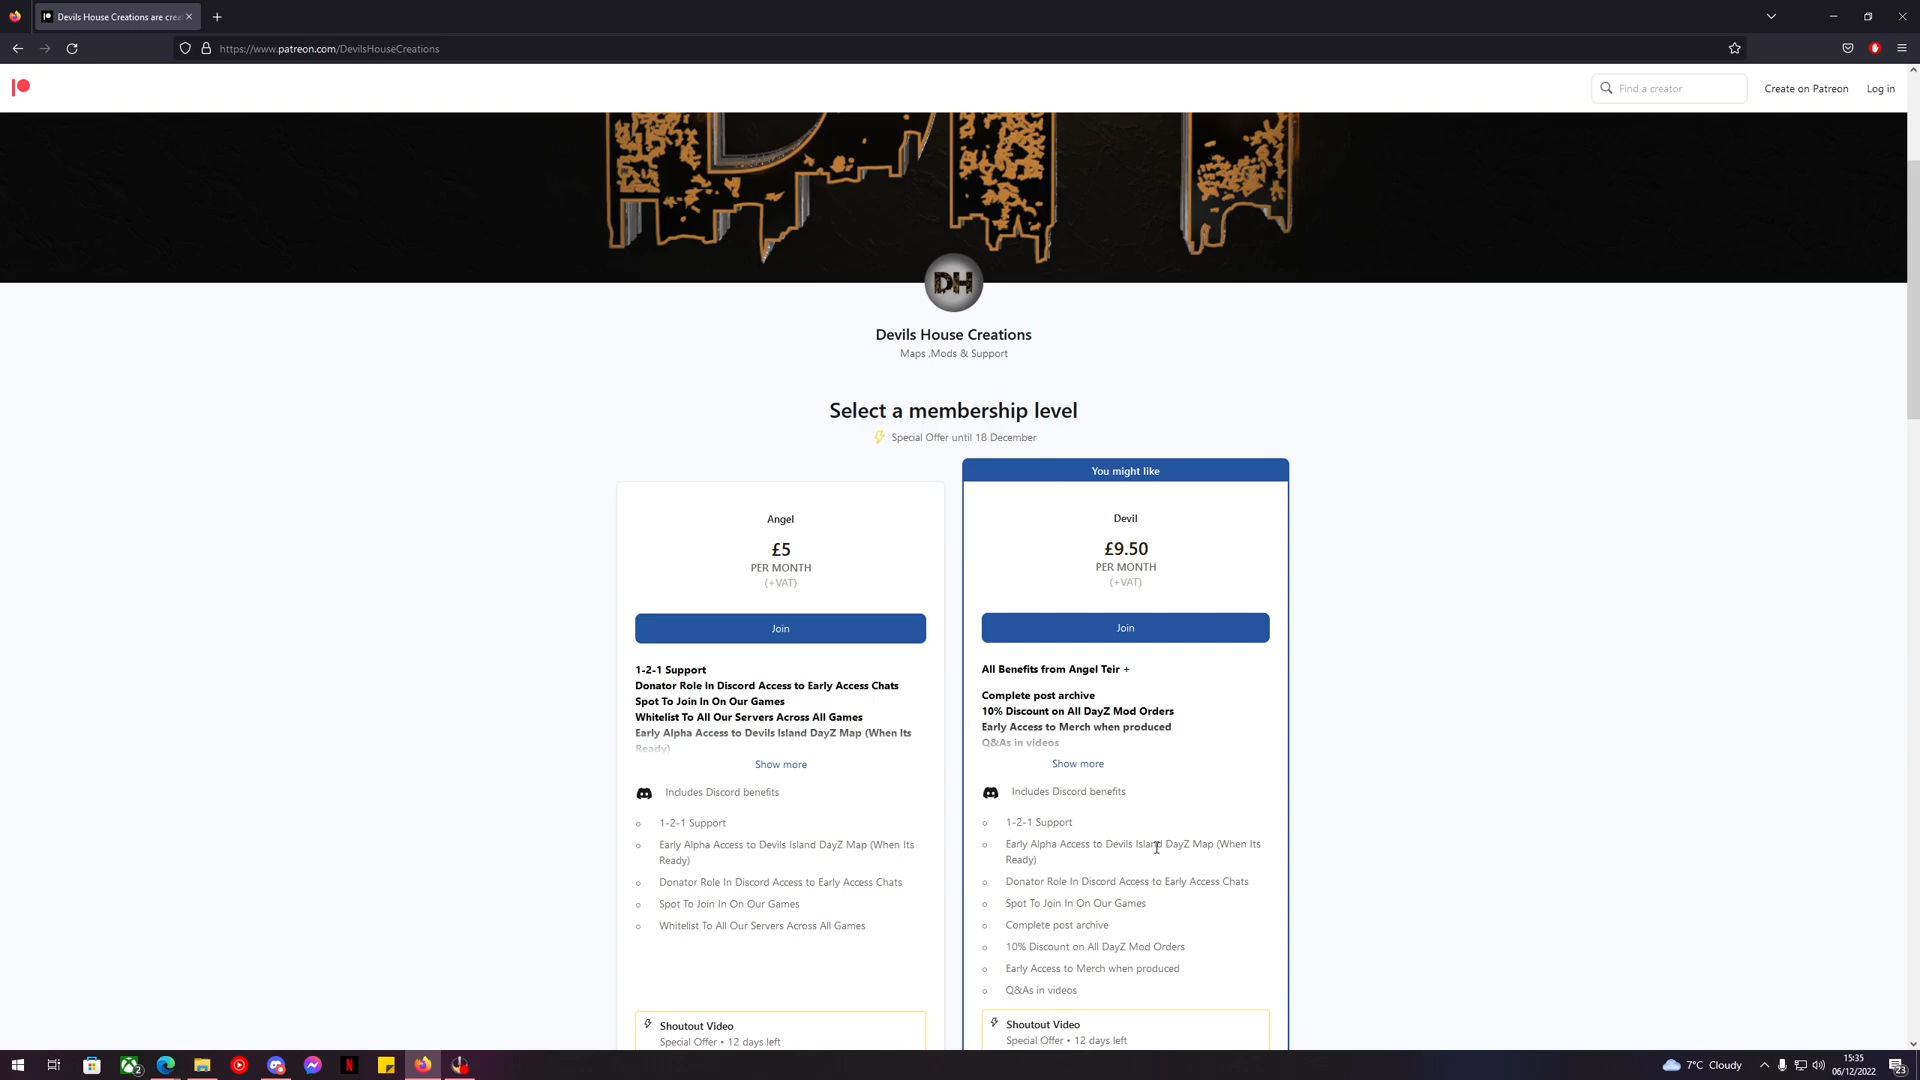 Devils House Creations are crea
https://www.patreon.com/DevilsHouseCreations
Find a creator
Create on Patreon
Log in
DH
Devils House Creations
Maps ,Mods & Support
Select a membership level
Special Offer until 18 December
You might like
Angel
£5
PER MONTH
(+VAT)
Join
1-2-1 Support
Donator Role In Discord Access to Early Access Chats
Spot To Join In On Our Games
Whitelist To All Our Servers Across All Games
Early Alpha Access to Devils Island DayZ Map (When Its
Ready)
Show more
Includes Discord benefits
1-2-1 Support
Early Alpha Access to Devils Island DayZ Map (When Its
Ready)
Donator Role In Discord Access to Early Access Chats
Spot To Join In On Our Games
Whitelist To All Our Servers Across All Games
Shoutout Video
Special Offer • 12 days left
Devil
£9.50
PER MONTH
(+VAT)
Join
All Benefits from Angel Teir +
Complete post archive
10% Discount on All DayZ Mod Orders
Early Access to Merch when produced
Q&As in videos
Show more
Includes Discord benefits
1-2-1 Support
Early Alpha Access to Devils Island DayZ Map (When Its
Ready)
Donator Role In Discord Access to Early Access Chats
Spot To Join In On Our Games
Complete post archive
10% Discount on All DayZ Mod Orders
Early Access to Merch when produced
Q&As in videos
Shoutout Video
Special Offer • 12 days left
2
N
7°C Cloudy
15:35
06/12/2022
23